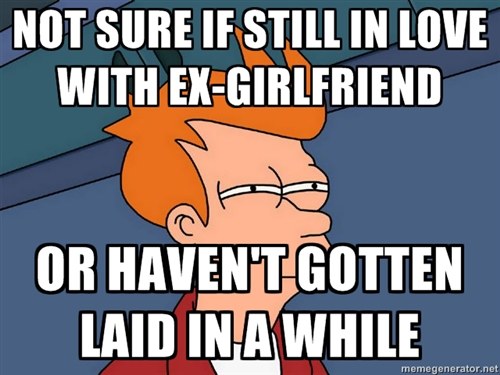 NOT SURE IF STILL IN LOVE
WITH EX-GIRLFRIEND
OR HAVEN'T GOTTEN
LAID IN A WHILE
memegenerator.net